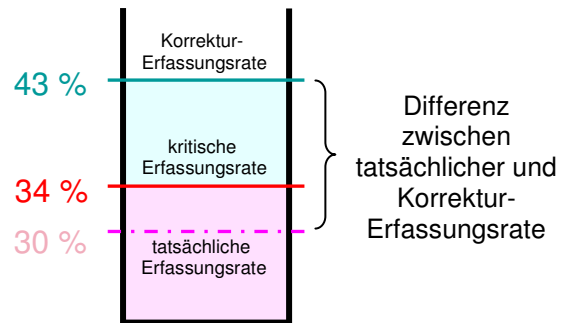 Korrektur-
Erfassungsrate
43 %
kritische
Erfassungsrate
34 %
30 %
tatsächliche
Erfassungsrate
Differenz
zwischen
tatsächlicher und
Korrektur-
Erfassungsrate